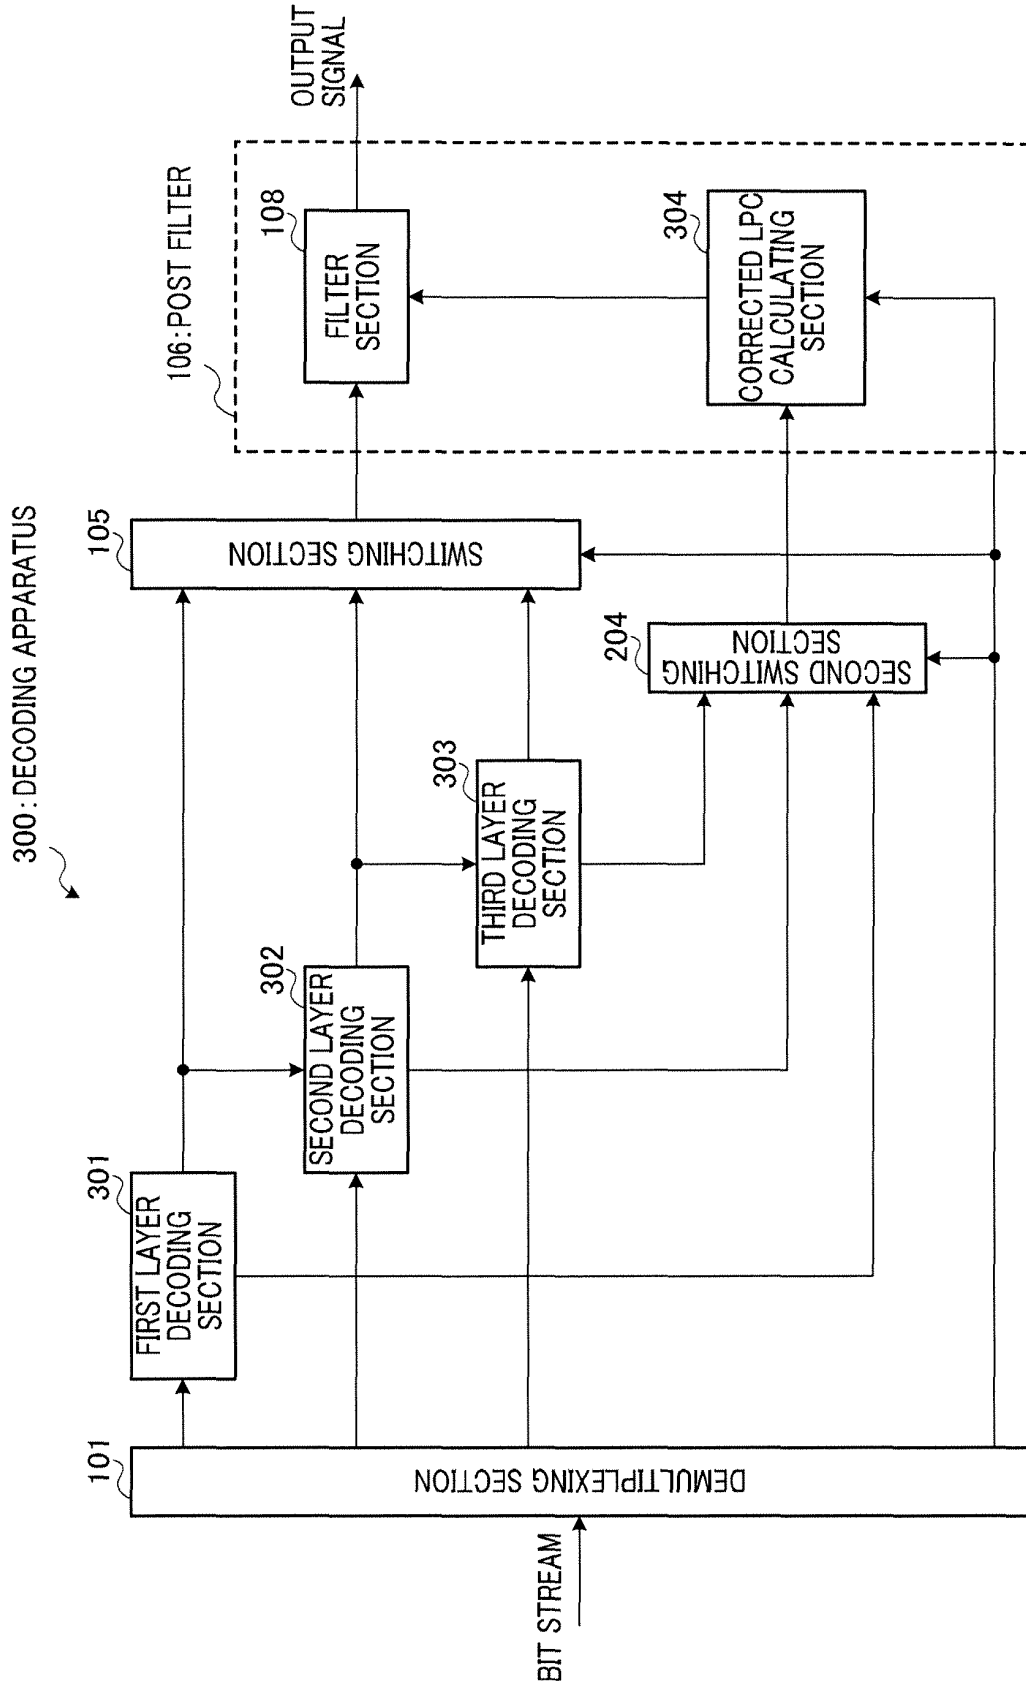 300:DECODING APPARATUS
BIT STREAM
101
DEMULTIPLEXING SECTION
301
FIRST LAYER
DECODING
SECTION
302
SECOND LAYER
DECODING
SECTION
303
THIRD LAYER
DECODING
SECTION
105
SWITCHING SECTION
204
SECOND SWITCHING
SECTION
106:POST FILTER
108
FILTER
SECTION
304
CORRECTED LPC
CALCULATING
SECTION
OUTPUT
SIGNAL